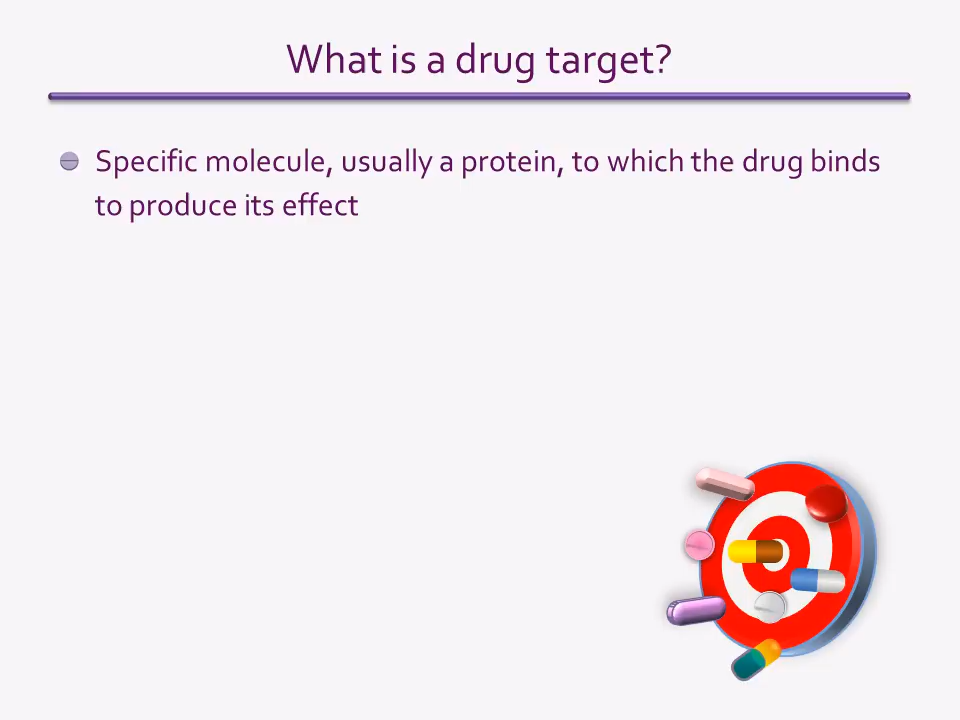 What is a drug target?
Specific molecule, usually a protein, to which the drug binds
to produce its effect